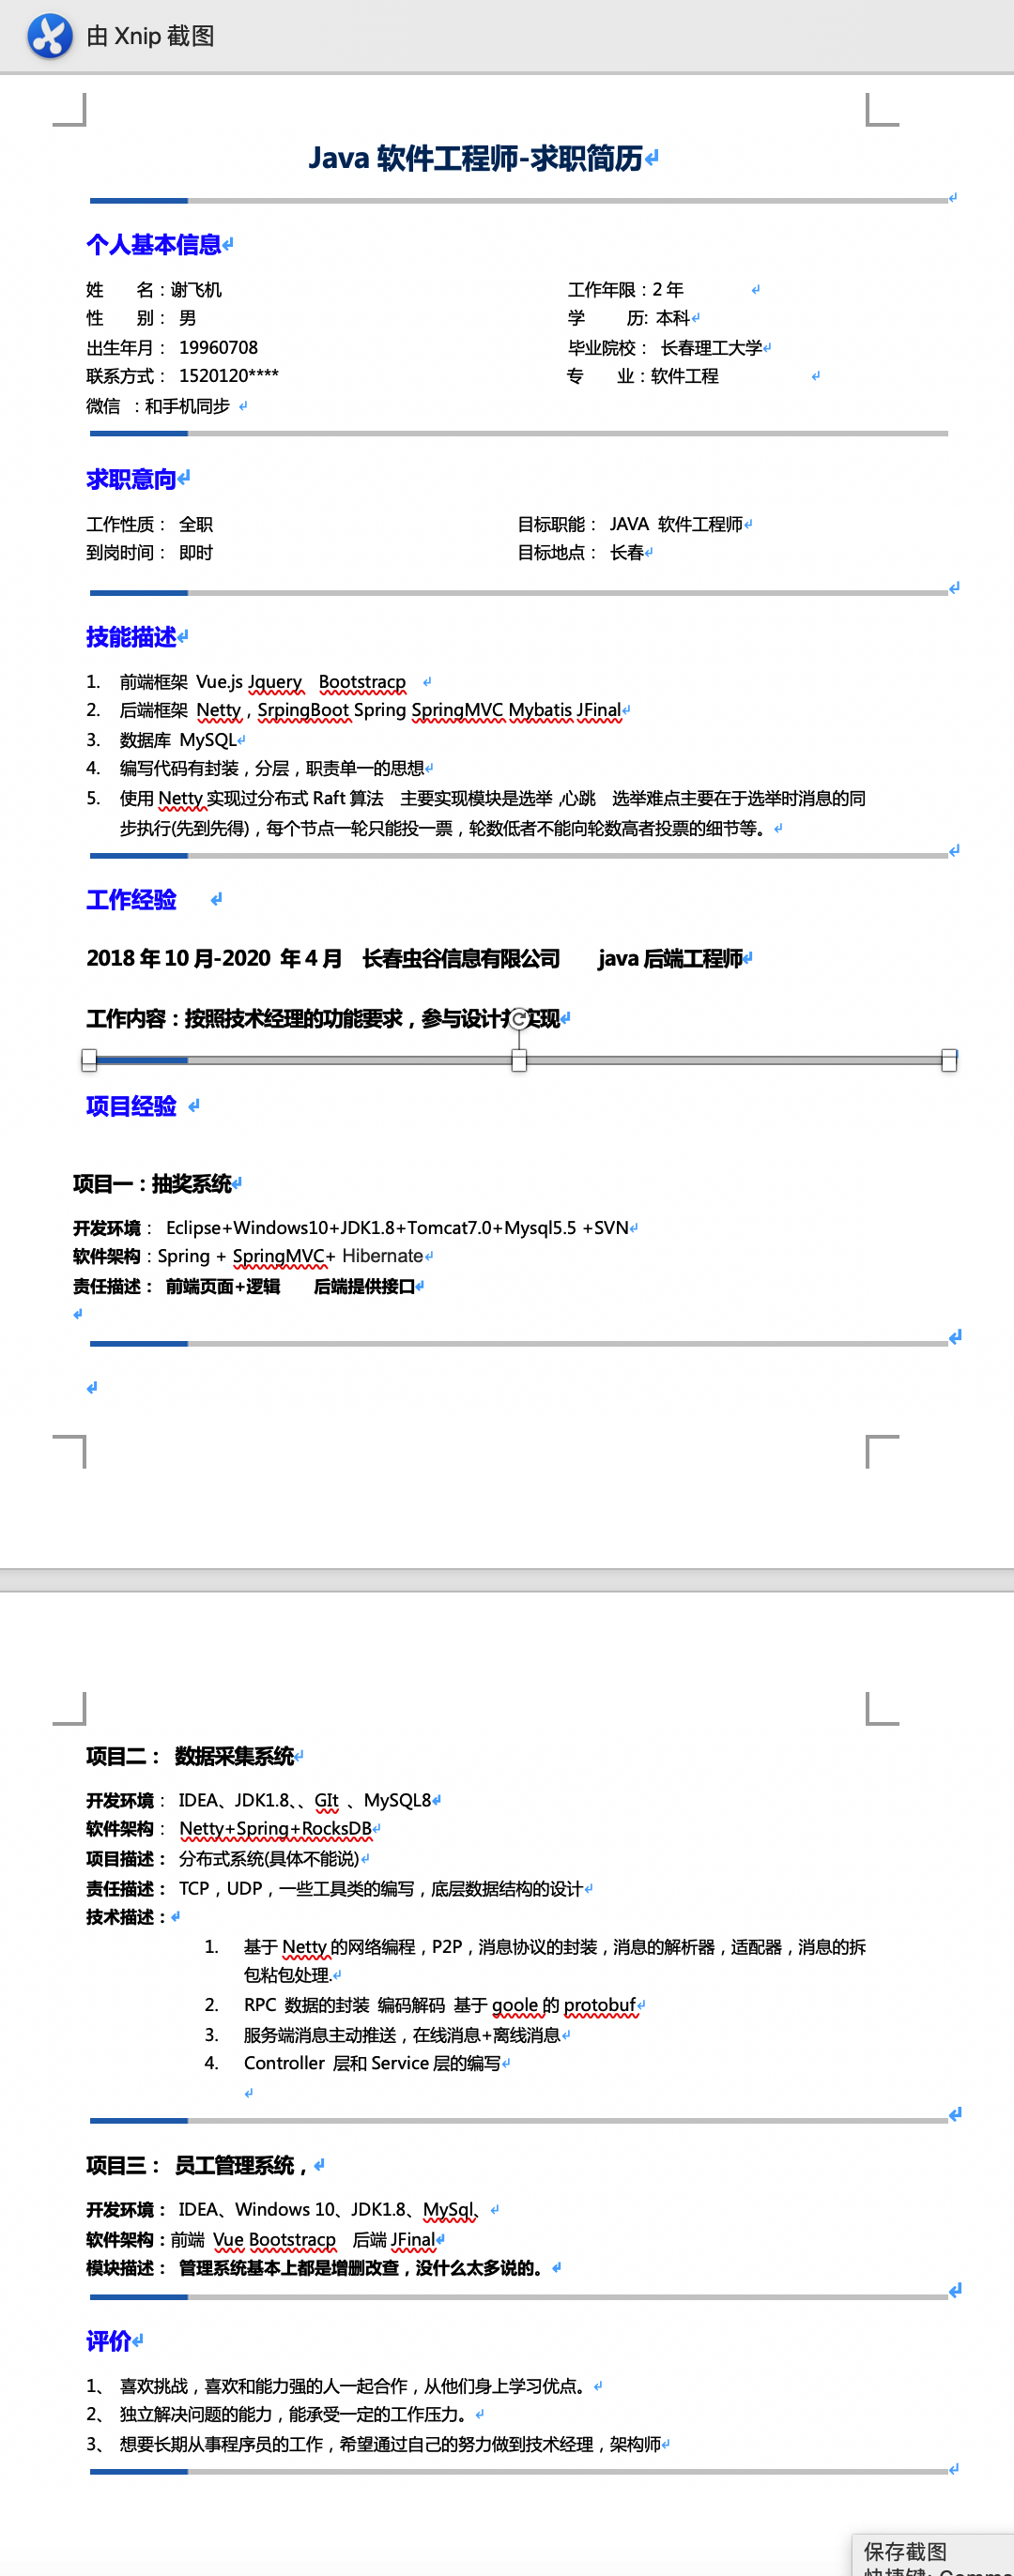 由 Xnip 截图
Java 软件工程师-求职简历
个人基本信息
姓 名：谢飞机 工作年限：2 年
性 别： 男 学 历: 本科
出生年月： 19960708 毕业院校： 长春理工大学
联系方式： 1520120**** 专 业：软件工程
微信 ：和手机同步
求职意向
工作性质： 全职 目标职能： JAVA 软件工程师
到岗时间： 即时 目标地点： 长春
技能描述
1. 前端框架 Vue.js Jquery Bootstracp
2. 后端框架 Netty，SrpingBoot Spring SpringMVC Mybatis JFinal
3. 数据库 MySQL
4. 编写代码有封装，分层，职责单一的思想
5. 使用 Netty 实现过分布式 Raft 算法 主要实现模块是选举 ,心跳 选举难点主要在于选举时消息的同
步执行(先到先得)，每个节点一轮只能投一票，轮数低者不能向轮数高者投票的细节等。
工作经验
2018 年 10 月-2020 年 4 月 长春虫谷信息有限公司 java 后端工程师
工作内容：按照技术经理的功能要求，参与设计并实现
项目经验
项目一：抽奖系统
开发环境： Eclipse+Windows10+JDK1.8+Tomcat7.0+Mysql5.5 +SVN
软件架构：Spring + SpringMVC+ Hibernate
责任描述： 前端页面+逻辑 后端提供接口
项目二： 数据采集系统
开发环境： IDEA、JDK1.8、、GIt 、MySQL8
软件架构： Netty+Spring+RocksDB
项目描述： 分布式系统(具体不能说)
责任描述： TCP，UDP，一些工具类的编写，底层数据结构的设计
技术描述：
1. 基于 Netty 的网络编程，P2P，消息协议的封装，消息的解析器，适配器，消息的拆
包粘包处理.
2. RPC 数据的封装 编码解码 基于 goole 的 protobuf
3. 服务端消息主动推送，在线消息+离线消息
4. Controller 层和 Service 层的编写
项目三： 员工管理系统，
开发环境： IDEA、Windows 10、JDK1.8、MySql、
软件架构：前端 Vue Bootstracp 后端 JFinal
模块描述： 管理系统基本上都是增删改查，没什么太多说的。
评价
1、 喜欢挑战，喜欢和能力强的人一起合作，从他们身上学习优点。
2、 独立解决问题的能力，能承受一定的工作压力。
3、 想要长期从事程序员的工作，希望通过自己的努力做到技术经理，架构师
保存截图